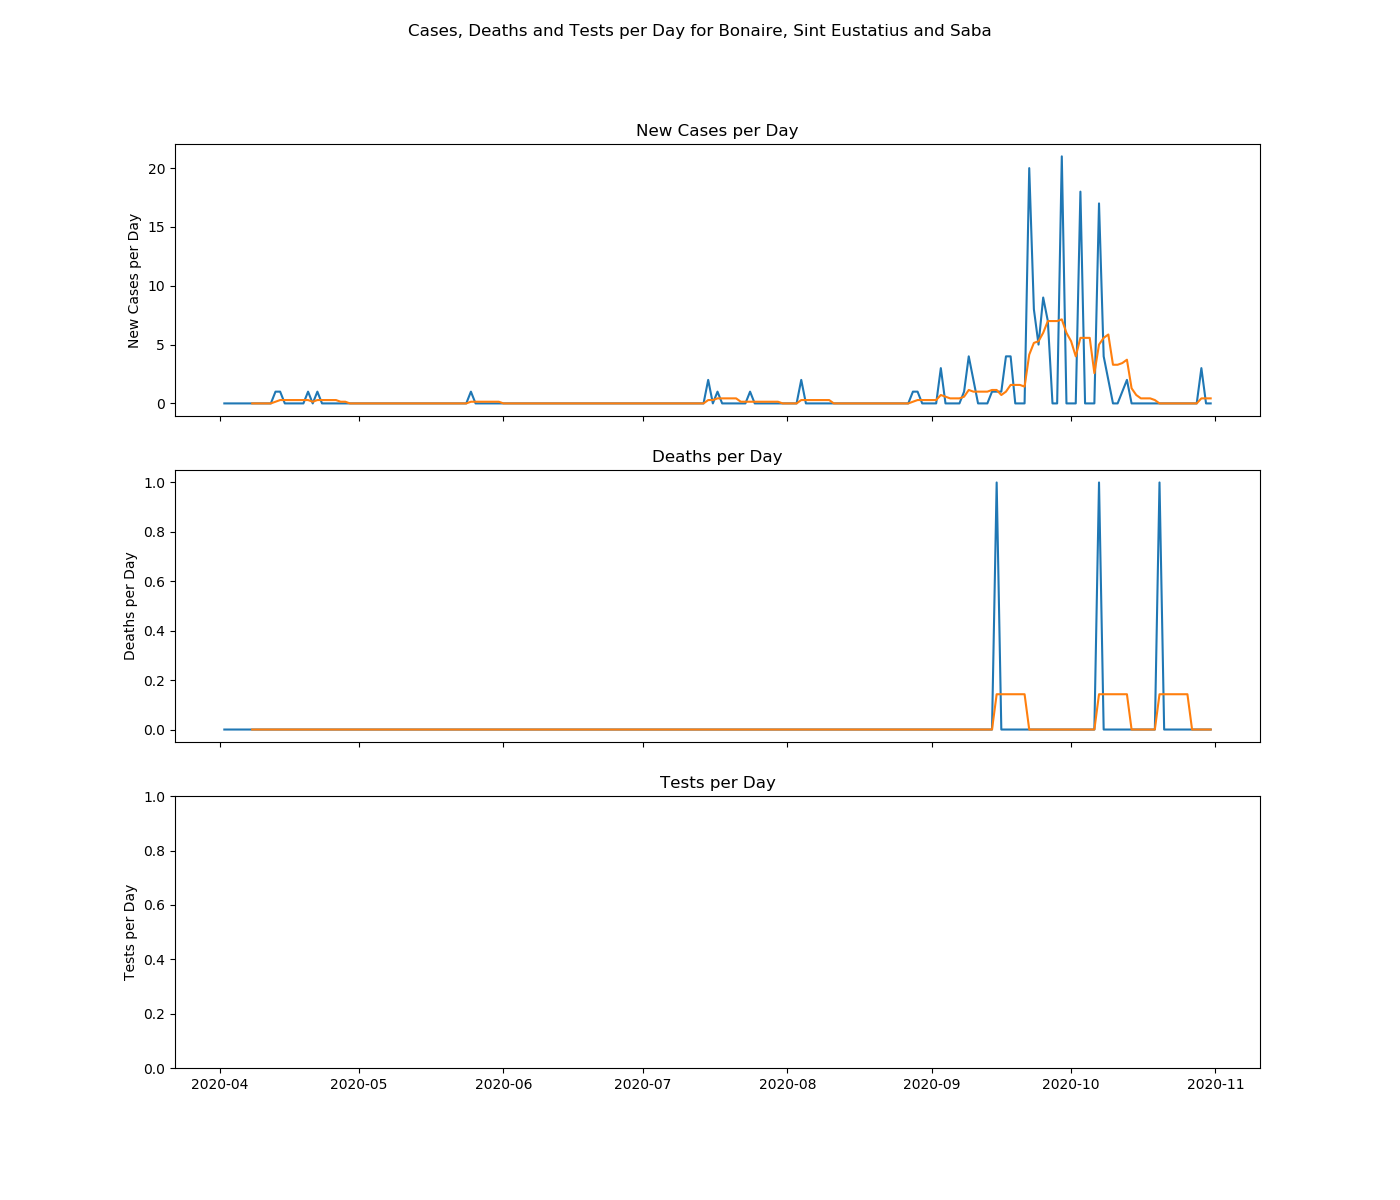 Cases, Deaths and Tests per Day for Bonaire, Sint Eustatius and Saba
New Cases per Day
New Cases per Day
20
15
10
5
0
Deaths per Day
Deaths per Day
1.0
0.8
0.6
0.4
0.2
0.0
Tests per Day
Tests per Day
1.0
0.8
0.6
0.4
0.2
0.0
2020-04 2020-05 2020-06 2020-07 2020-08 2020-09 2020-10 2020-11